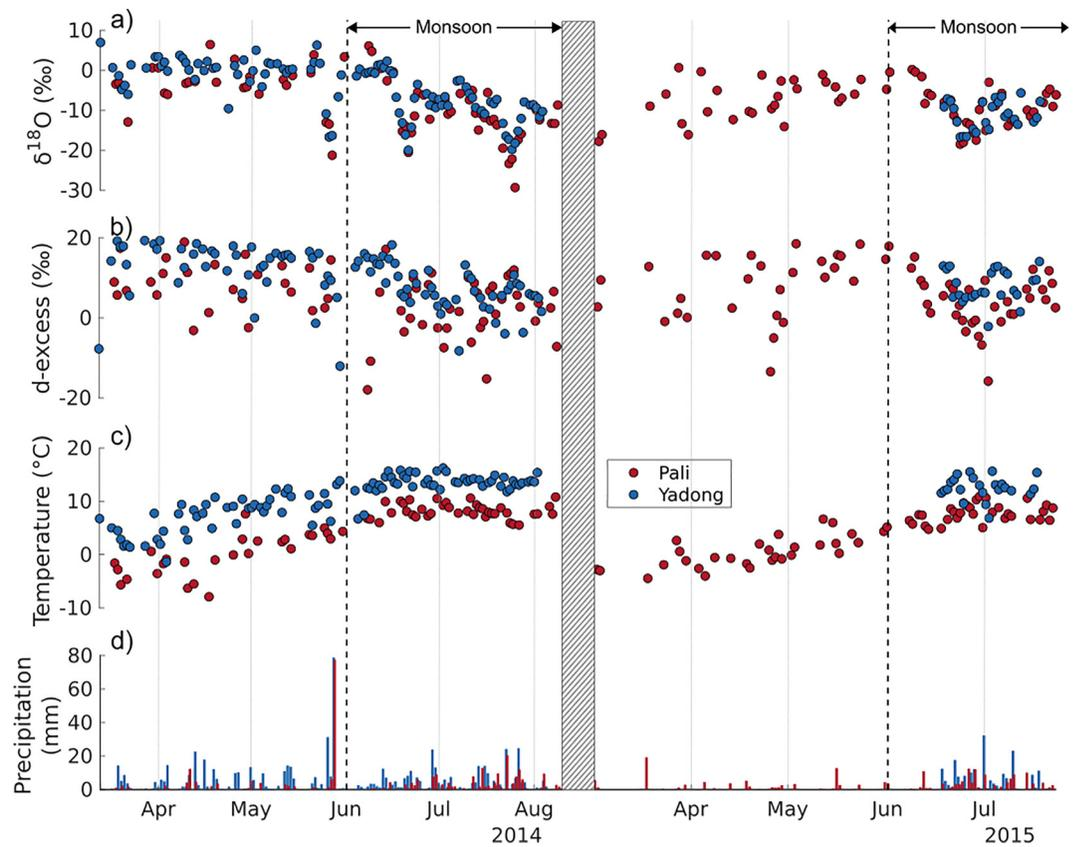 a)
Monsoon
Monsoon
δ18O (‰)
10
0
-10
-20
-30
b)
d-excess (‰)
20
0
-20
c)
Temperature (°C)
20
10
0
-10
Pali
Yadong
d)
Precipitation
(mm)
80
60
40
20
0
Apr May Jun Jul Aug Apr May Jun Jul
2014 2015